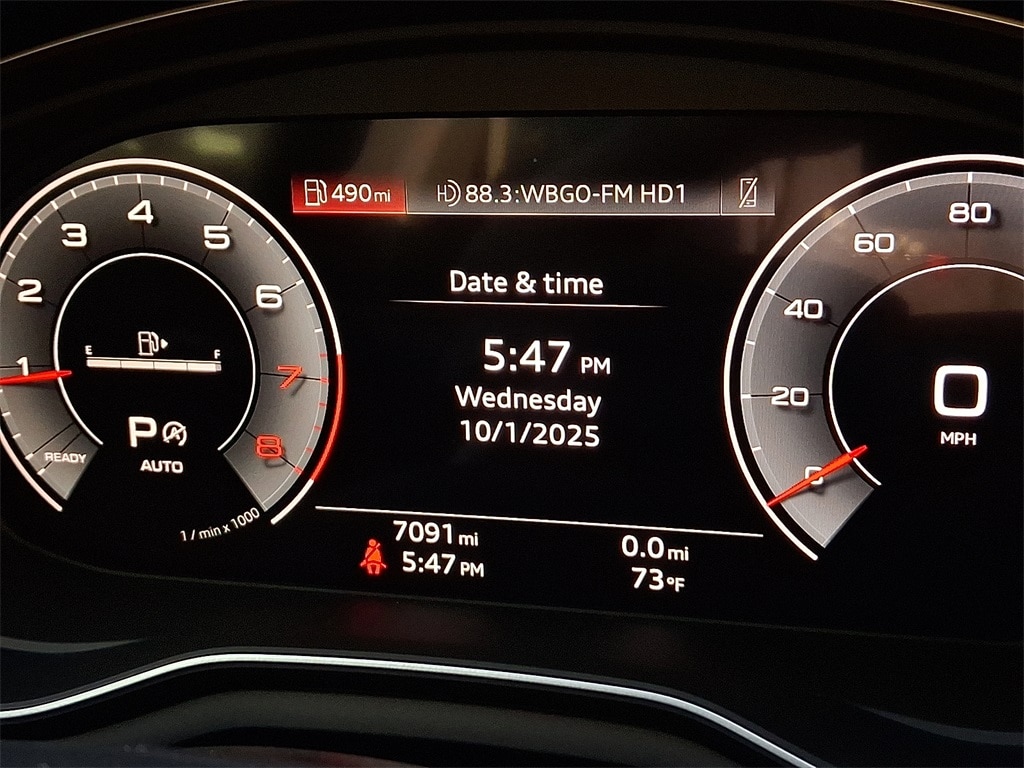 490 mi
HD 88.3:WBGO-FM HD1
Date & time
5:47 PM
Wednesday
10/1/2025
7091 mi
5:47 PM
0.0 mi
73°F
1
2
3
4
5
6
7
8
E
F
P A
AUTO
READY
1 / min x 1000
0
20
40
60
80
0
MPH